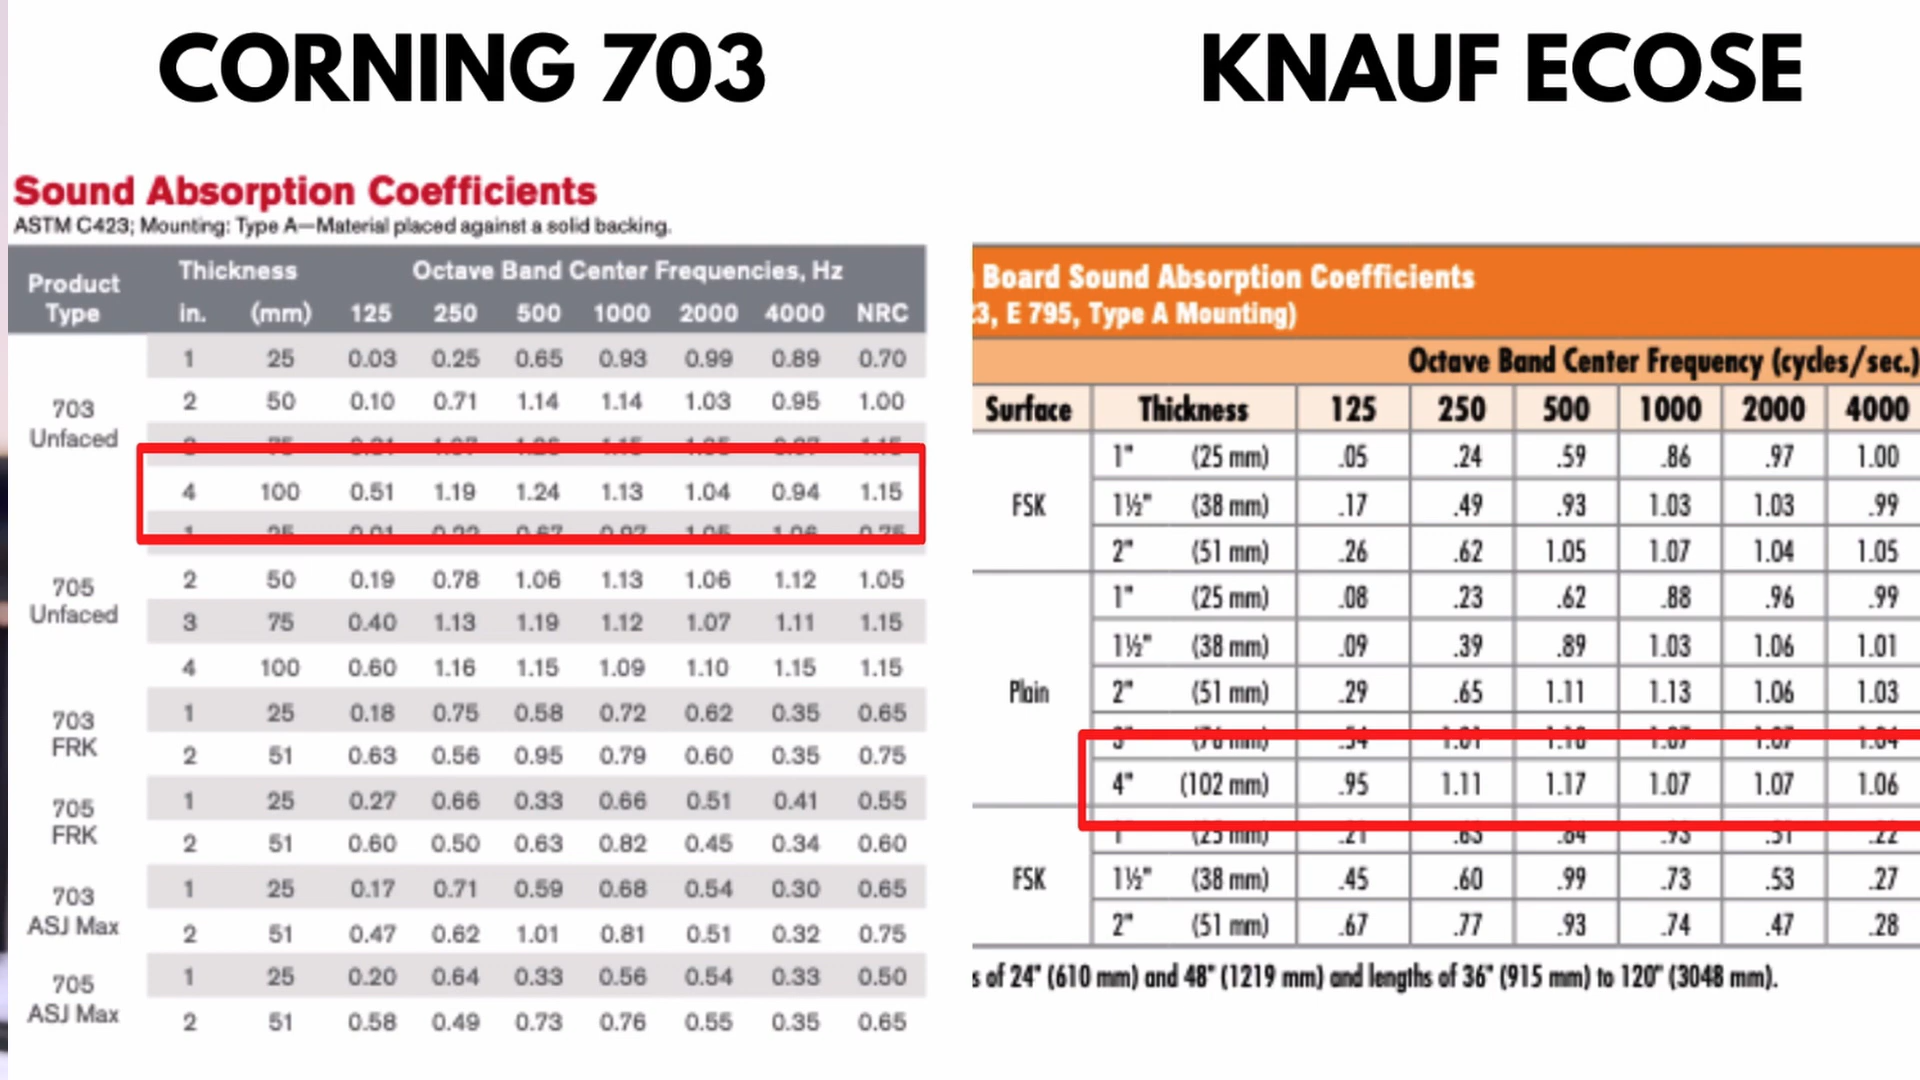 CORNING 703
KNAUF ECOSE
Sound Absorption Coefficients
ASTM C423; Mounting: Type A—Material placed against a solid backing.
Product Type Thickness Octave Band Center Frequencies, Hz
in. (mm) 125 250 500 1000 2000 4000 NRC
703 Unfaced
1 25 0.03 0.25 0.65 0.93 0.99 0.89 0.70
2 50 0.10 0.71 1.14 1.14 1.03 0.95 1.00
4 100 0.51 1.19 1.24 1.13 1.04 0.94 1.15
705 Unfaced
2 50 0.19 0.78 1.06 1.13 1.06 1.12 1.05
3 75 0.40 1.13 1.19 1.12 1.07 1.11 1.15
4 100 0.60 1.16 1.15 1.09 1.10 1.15 1.15
703 FRK
1 25 0.18 0.75 0.58 0.72 0.62 0.35 0.65
2 51 0.63 0.56 0.95 0.79 0.60 0.35 0.75
705 FRK
1 25 0.27 0.66 0.33 0.66 0.51 0.41 0.55
2 51 0.60 0.50 0.63 0.82 0.45 0.34 0.60
703 ASJ Max
1 25 0.17 0.71 0.59 0.68 0.54 0.30 0.65
2 51 0.47 0.62 1.01 0.81 0.51 0.32 0.75
705 ASJ Max
1 25 0.20 0.64 0.33 0.56 0.54 0.33 0.50
2 51 0.58 0.49 0.73 0.76 0.55 0.35 0.65
Board Sound Absorption Coefficients
3, E 795, Type A Mounting)
Octave Band Center Frequency (cycles/sec.)
Surface Thickness 125 250 500 1000 2000 4000
FSK
1" (25 mm) .05 .24 .59 .86 .97 1.00
1½" (38 mm) .17 .49 .93 1.03 1.03 .99
2" (51 mm) .26 .62 1.05 1.07 1.04 1.05
Plain
1" (25 mm) .08 .23 .62 .88 .96 .99
1½" (38 mm) .09 .39 .89 1.03 1.06 1.01
2" (51 mm) .29 .65 1.11 1.13 1.06 1.03
4" (102 mm) .95 1.11 1.17 1.07 1.07 1.06
FSK
1½" (38 mm) .45 .60 .99 .73 .53 .27
2" (51 mm) .67 .77 .93 .74 .47 .28
s of 24" (610 mm) and 48" (1219 mm) and lengths of 36" (915 mm) to 120" (3048 mm).